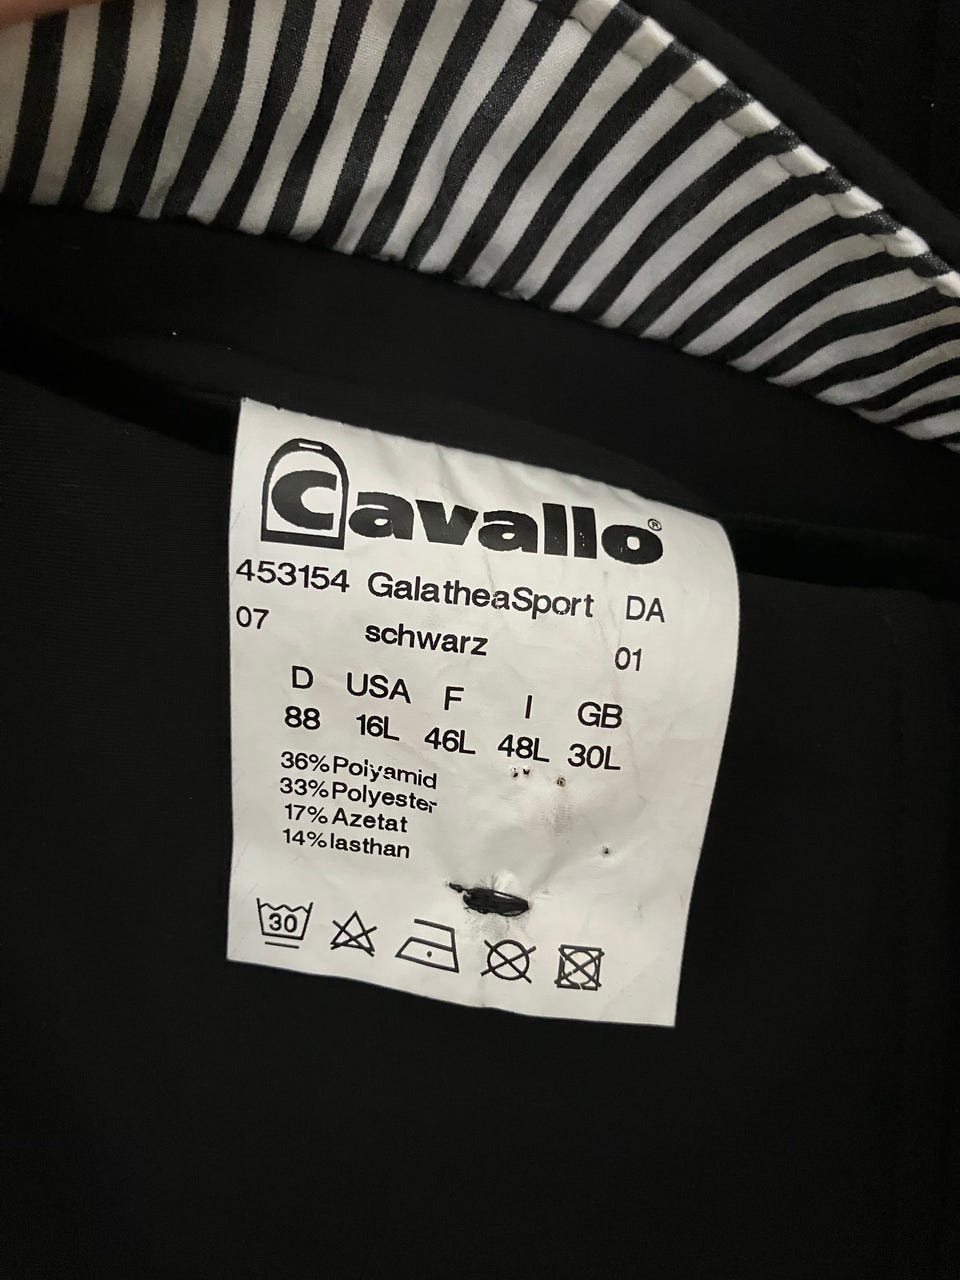 Cavallo®
453154 GalatheaSport DA
07 schwarz 01
D USA F I GB
88 16L 46L 48L 30L
36% Polyamid
33% Polyester
17% Azetat
14% lasthan
30